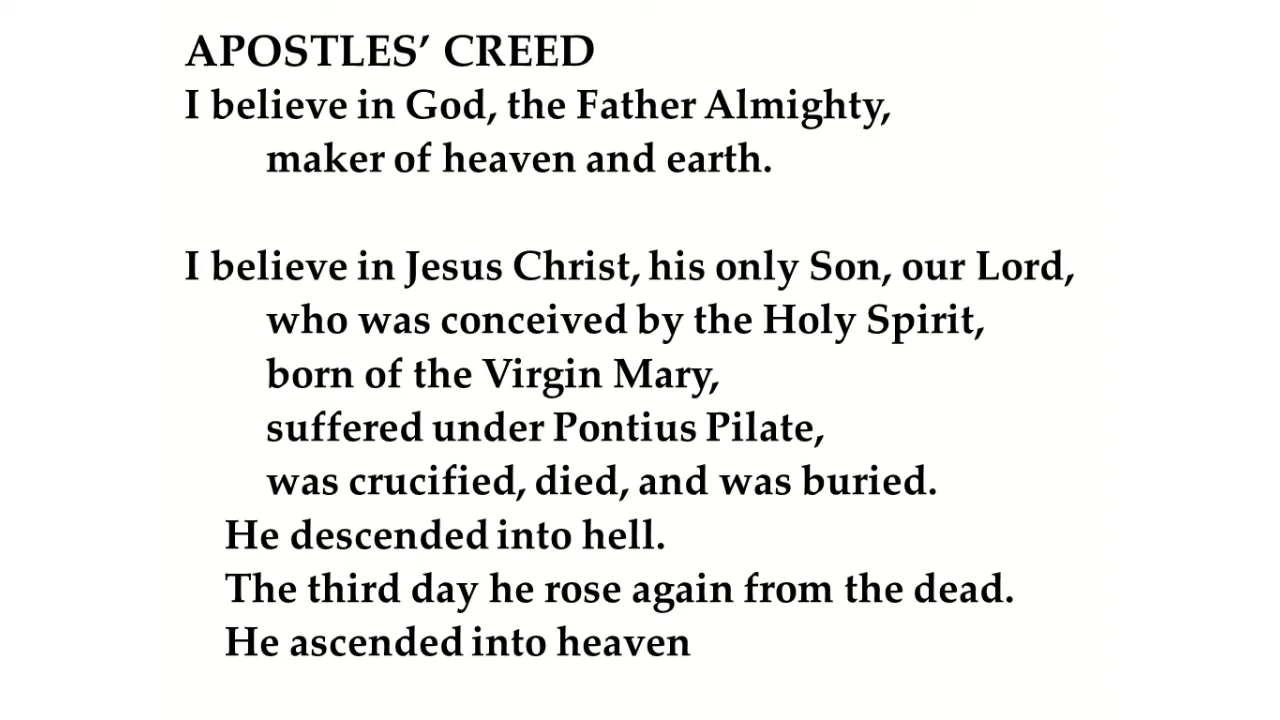 APOSTLES’ CREED
I believe in God, the Father Almighty,
maker of heaven and earth.
I believe in Jesus Christ, his only Son, our Lord,
who was conceived by the Holy Spirit,
born of the Virgin Mary,
suffered under Pontius Pilate,
was crucified, died, and was buried.
He descended into hell.
The third day he rose again from the dead.
He ascended into heaven